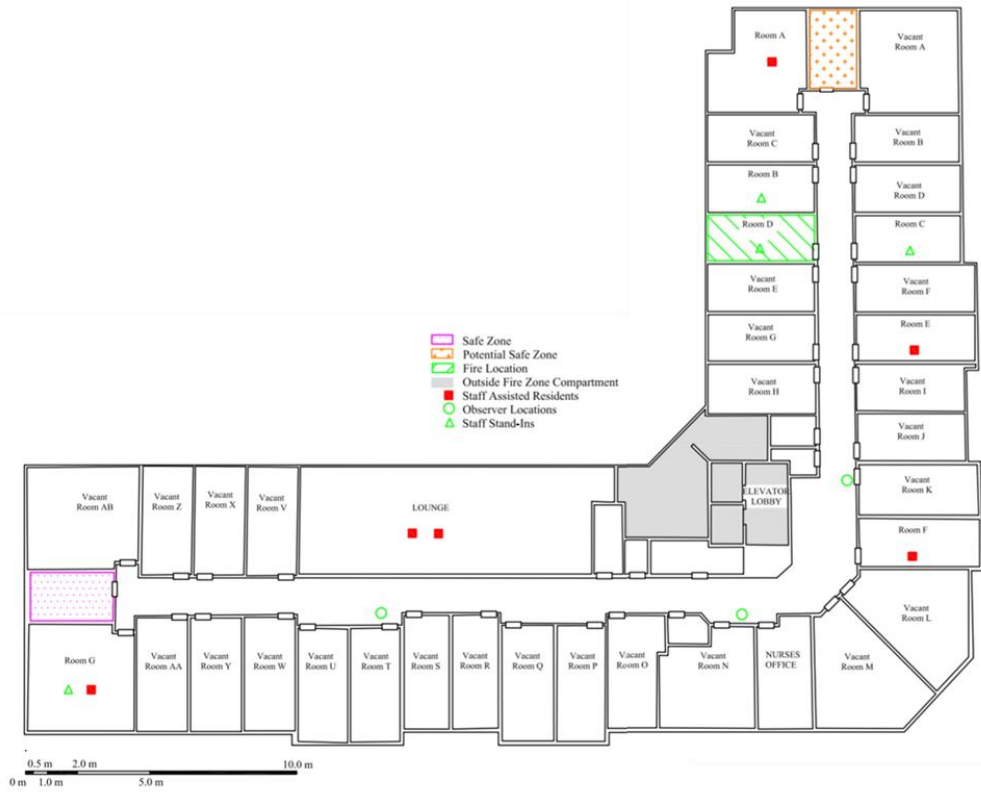 Room A
Vacant
Room A
Vacant
Room C
Vacant
Room B
Room B
Vacant
Room D
Room D
Room C
Vacant
Room E
Vacant
Room F
Vacant
Room G
Room E
Vacant
Room H
Vacant
Room I
Vacant
Room J
Safe Zone
Potential Safe Zone
Fire Location
Outside Fire Zone Compartment
Staff Assisted Residents
Observer Locations
Staff Stand-Ins
Vacant
Room AB
Vacant
Room Z
Vacant
Room X
Vacant
Room V
LOUNGE
ELEVATOR
LOBBY
Vacant
Room K
Room F
Vacant
Room L
Room G
Vacant
Room AA
Vacant
Room Y
Vacant
Room W
Vacant
Room U
Vacant
Room T
Vacant
Room S
Vacant
Room R
Vacant
Room Q
Vacant
Room P
Vacant
Room O
Vacant
Room N
NURSES
OFFICE
Vacant
Room M
0.5 m 2.0 m 10.0 m
0 m 1.0 m 5.0 m